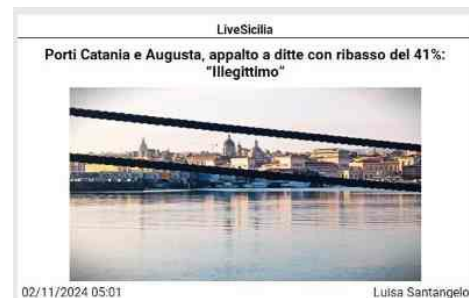 LiveSicilia
Porti Catania e Augusta, appalto a ditte con ribasso del 41%:
“Illegittimo”
02/11/2024 05:01 Luisa Santangelo